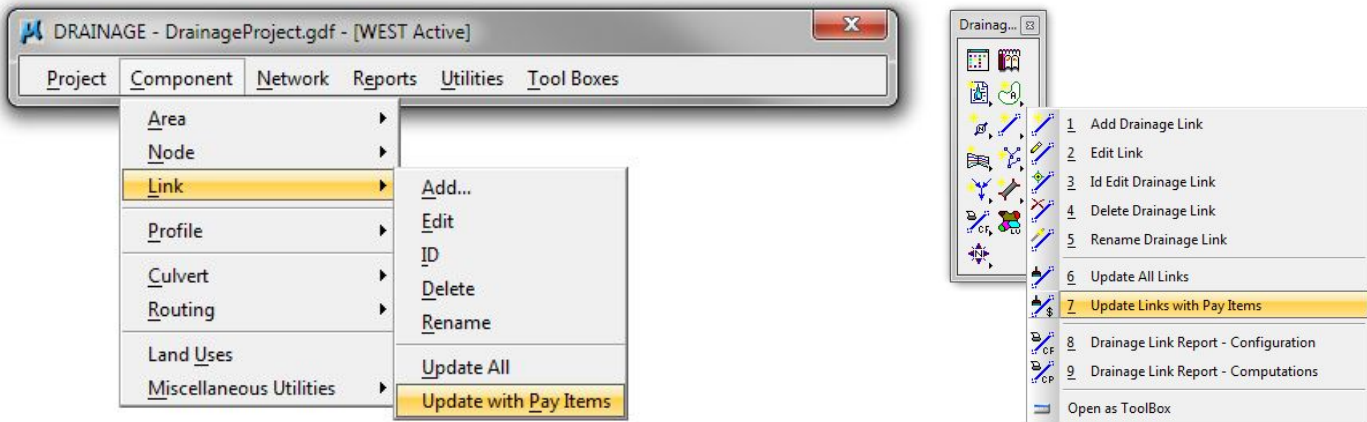 DRAINAGE - DrainageProject.gdf - [WEST Active]
Project Component Network Reports Utilities Tool Boxes
Area
Node
Link
Profile
Culvert
Routing
Land Uses
Miscellaneous Utilities
Add...
Edit
ID
Delete
Rename
Update All
Update with Pay Items
Drainag...
1 Add Drainage Link
2 Edit Link
3 Id Edit Drainage Link
4 Delete Drainage Link
5 Rename Drainage Link
6 Update All Links
7 Update Links with Pay Items
8 Drainage Link Report - Configuration
9 Drainage Link Report - Computations
Open as ToolBox